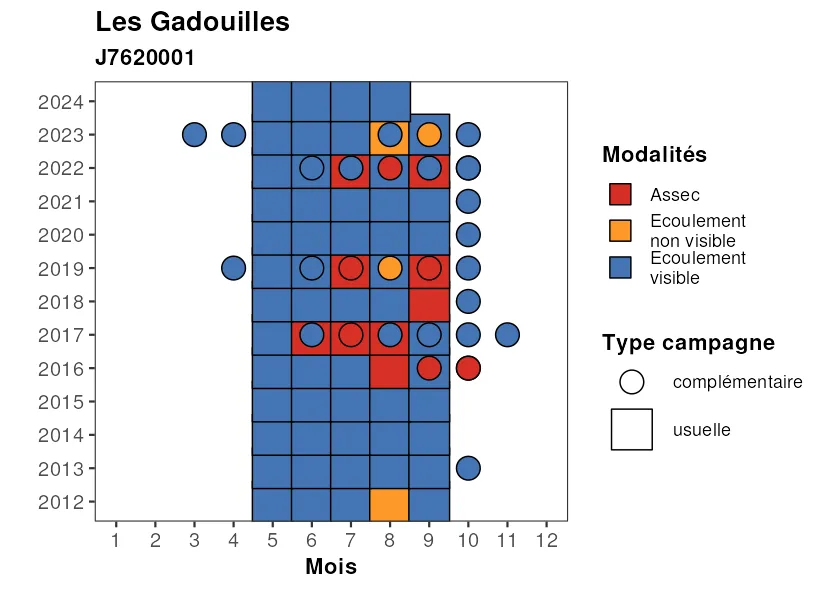 Les Gadouilles
J7620001
2024
2023
2022
2021
2020
2019
2018
2017
2016
2015
2014
2013
2012
1 2 3 4 5 6 7 8 9 10 11 12
Mois
Modalités
Assec
Ecoulement
non visible
Ecoulement
visible
Type campagne
complémentaire
usuelle